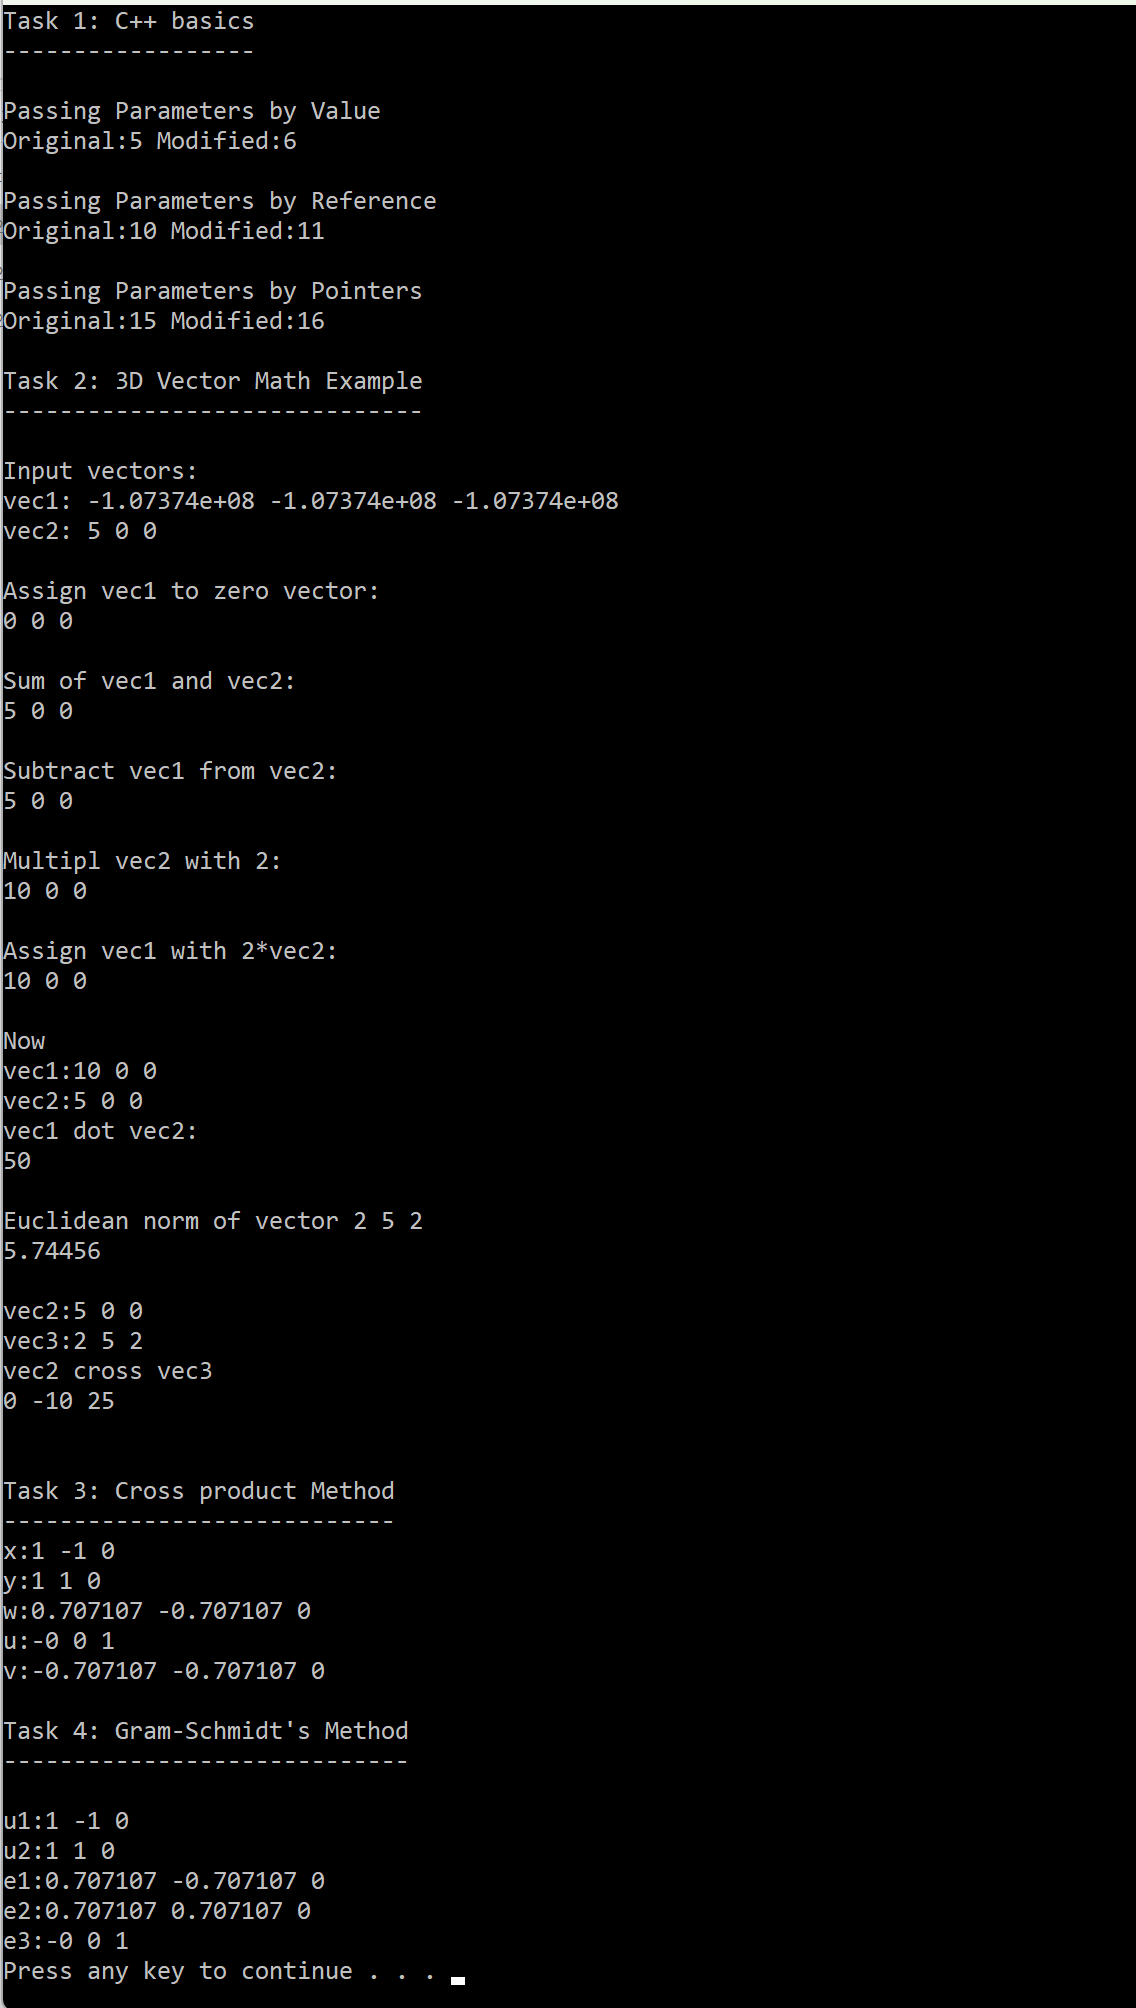 Task 1: C++ basics
------------------
Passing Parameters by Value
Original:5 Modified:6
Passing Parameters by Reference
Original:10 Modified:11
Passing Parameters by Pointers
Original:15 Modified:16
Task 2: 3D Vector Math Example
------------------------------
Input vectors:
vec1: -1.07374e+08 -1.07374e+08 -1.07374e+08
vec2: 5 0 0
Assign vec1 to zero vector:
0 0 0
Sum of vec1 and vec2:
5 0 0
Subtract vec1 from vec2:
5 0 0
Multipl vec2 with 2:
10 0 0
Assign vec1 with 2*vec2:
10 0 0
Now
vec1:10 0 0
vec2:5 0 0
vec1 dot vec2:
50
Euclidean norm of vector 2 5 2
5.74456
vec2:5 0 0
vec3:2 5 2
vec2 cross vec3
0 -10 25
Task 3: Cross product Method
----------------------------
x:1 -1 0
y:1 1 0
w:0.707107 -0.707107 0
u:-0 0 1
v:-0.707107 -0.707107 0
Task 4: Gram-Schmidt's Method
-----------------------------
u1:1 -1 0
u2:1 1 0
e1:0.707107 -0.707107 0
e2:0.707107 0.707107 0
e3:-0 0 1
Press any key to continue . . .